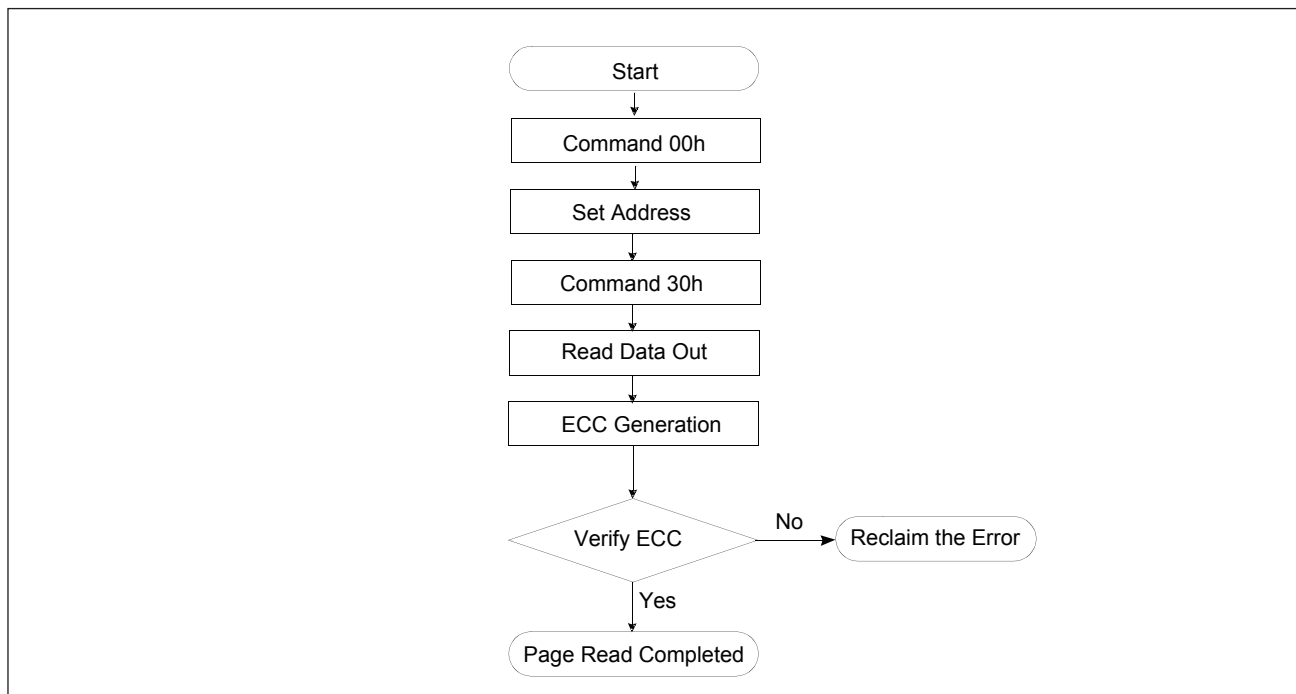 Start
Command 00h
Set Address
Command 30h
Read Data Out
ECC Generation
Verify ECC
No
Reclaim the Error
Yes
Page Read Completed